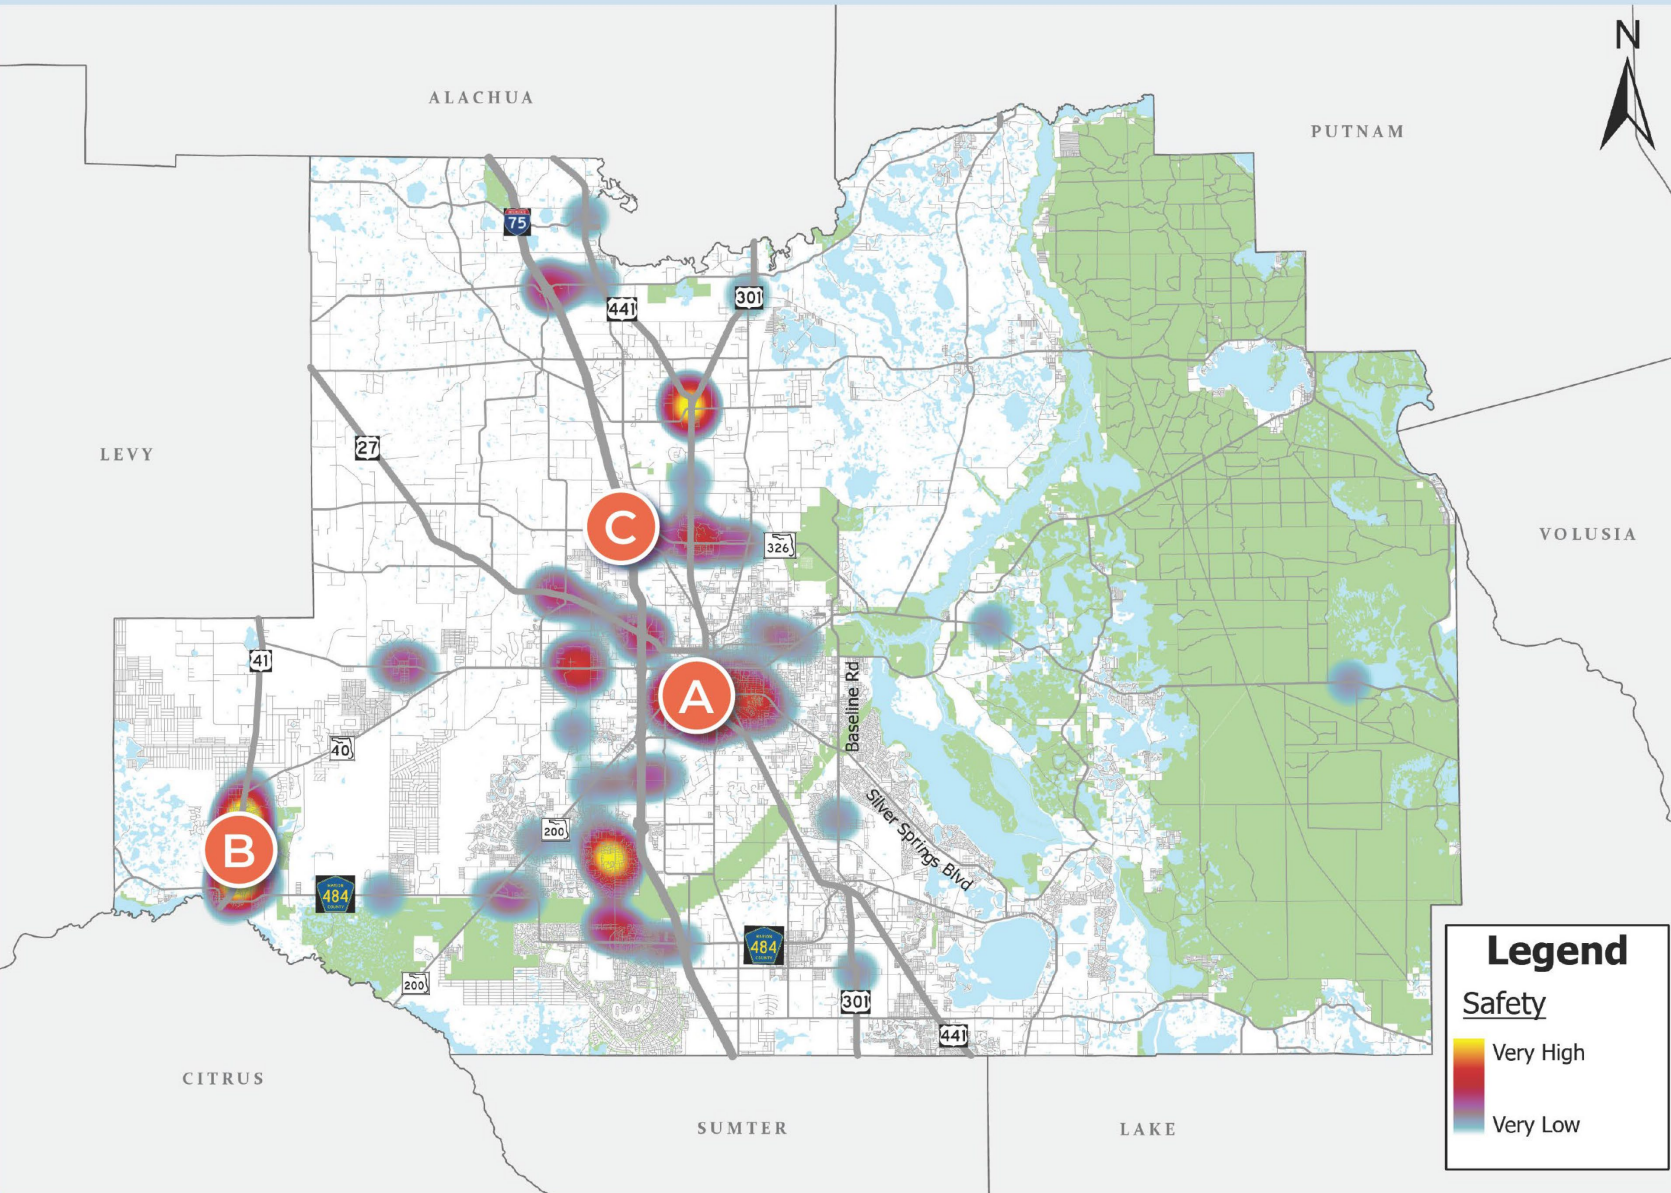 N
ALACHUA
PUTNAM
75
441
301
LEVY
27
C
326
VOLUSIA
41
A
Baseline Rd
40
B
200
Silver Springs Blvd
484
484
200
301
441
Legend
Safety
Very High
Very Low
CITRUS
SUMTER
LAKE